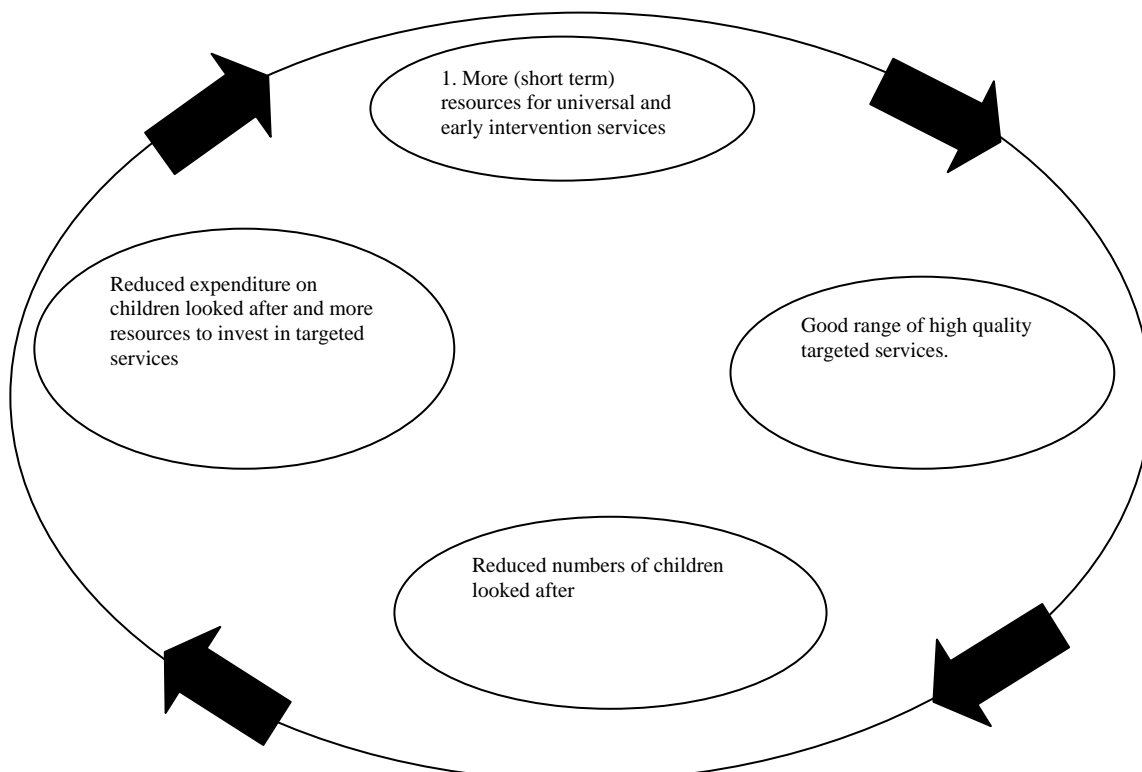 1. More (short term)
resources for universal and
early intervention services
Reduced expenditure on
children looked after and more
resources to invest in targeted
services
Good range of high quality
targeted services.
Reduced numbers of children
looked after